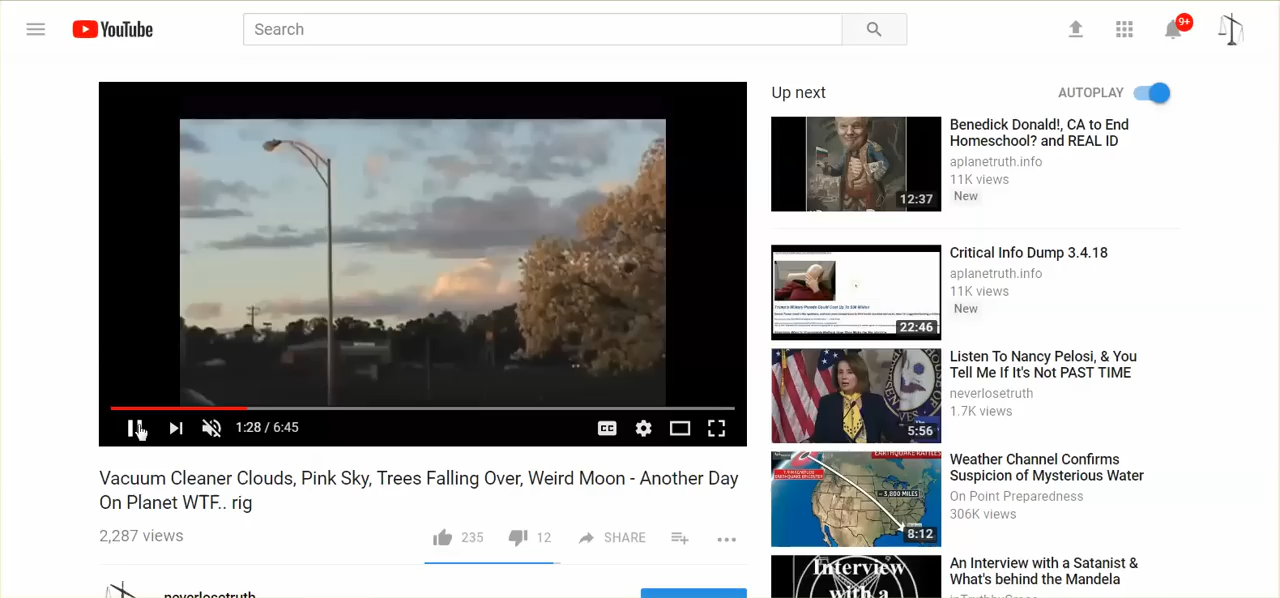 YouTube
Search
9+
Up next
AUTOPLAY
12:37
Benedick Donald!, CA to End
Homeschool? and REAL ID
aplanetruth.info
11K views
New
22:46
Critical Info Dump 3.4.18
aplanetruth.info
11K views
New
5:56
Listen To Nancy Pelosi, & You
Tell Me If It's Not PAST TIME
neverlosetruth
1.7K views
~ 3,000 MILES
8:12
Weather Channel Confirms
Suspicion of Mysterious Water
On Point Preparedness
306K views
Interview
with a
An Interview with a Satanist &
What's behind the Mandela
1:28 / 6:45
CC
Vacuum Cleaner Clouds, Pink Sky, Trees Falling Over, Weird Moon - Another Day
On Planet WTF.. rig
2,287 views
235
12
SHARE
neverlosetruth